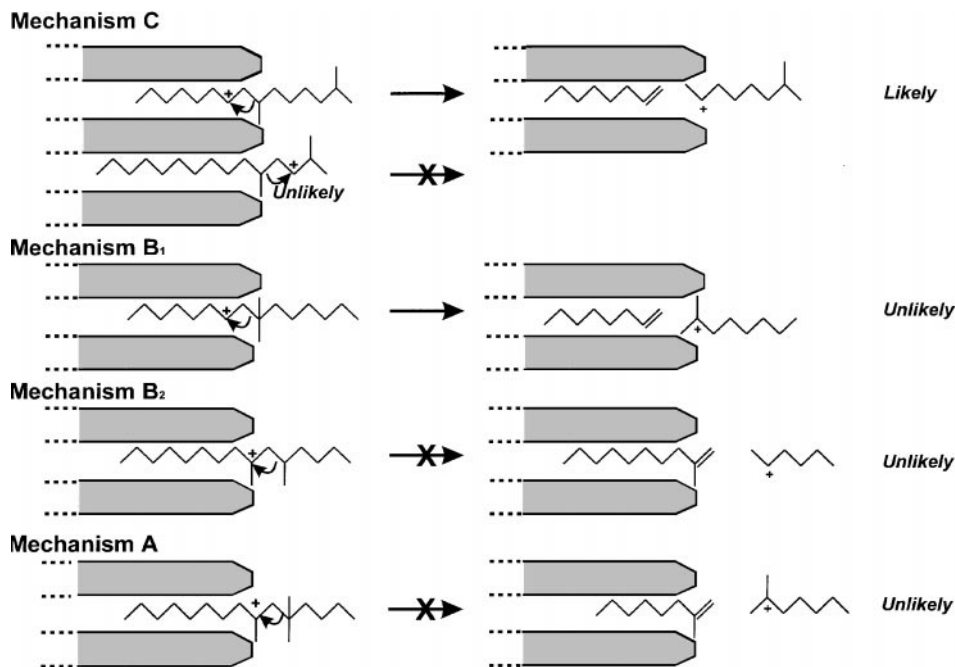 Mechanism C
+
+
Likely
+
X
Unlikely
Mechanism B₁
+
+
Unlikely
Mechanism B₂
+
X
+
Unlikely
Mechanism A
+
X
+
Unlikely